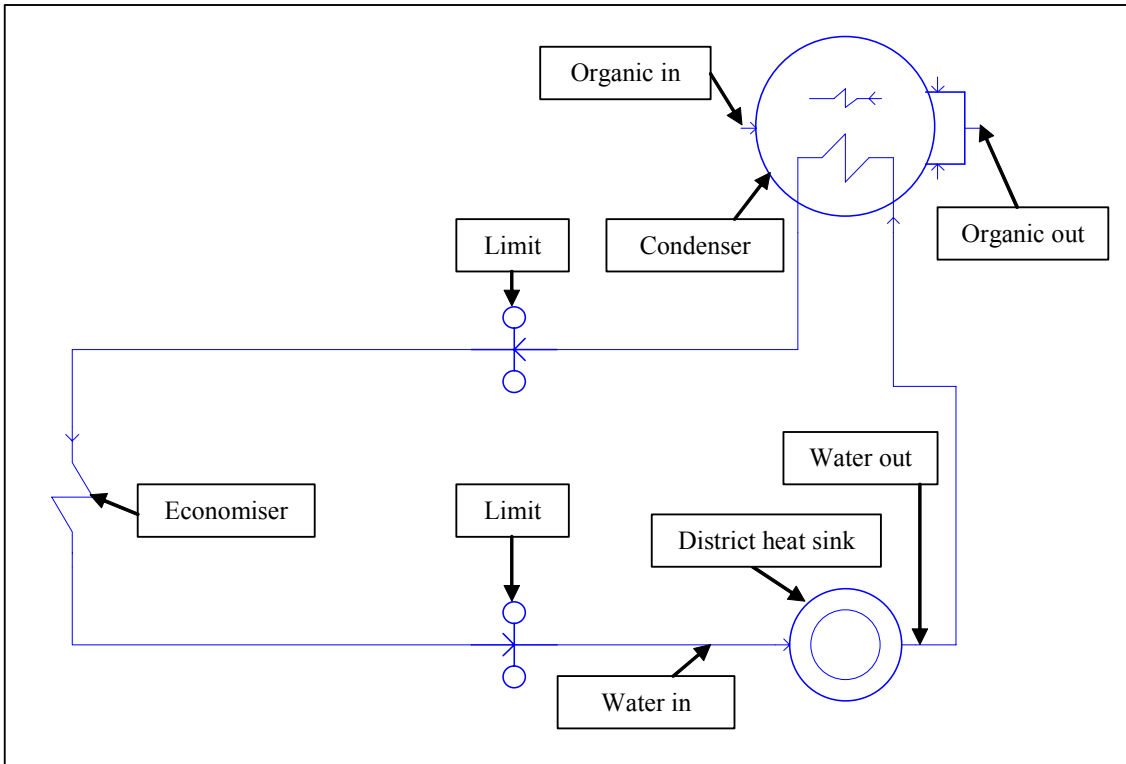 Organic in
Organic out
Condenser
Limit
Water out
Economiser
Limit
District heat sink
Water in